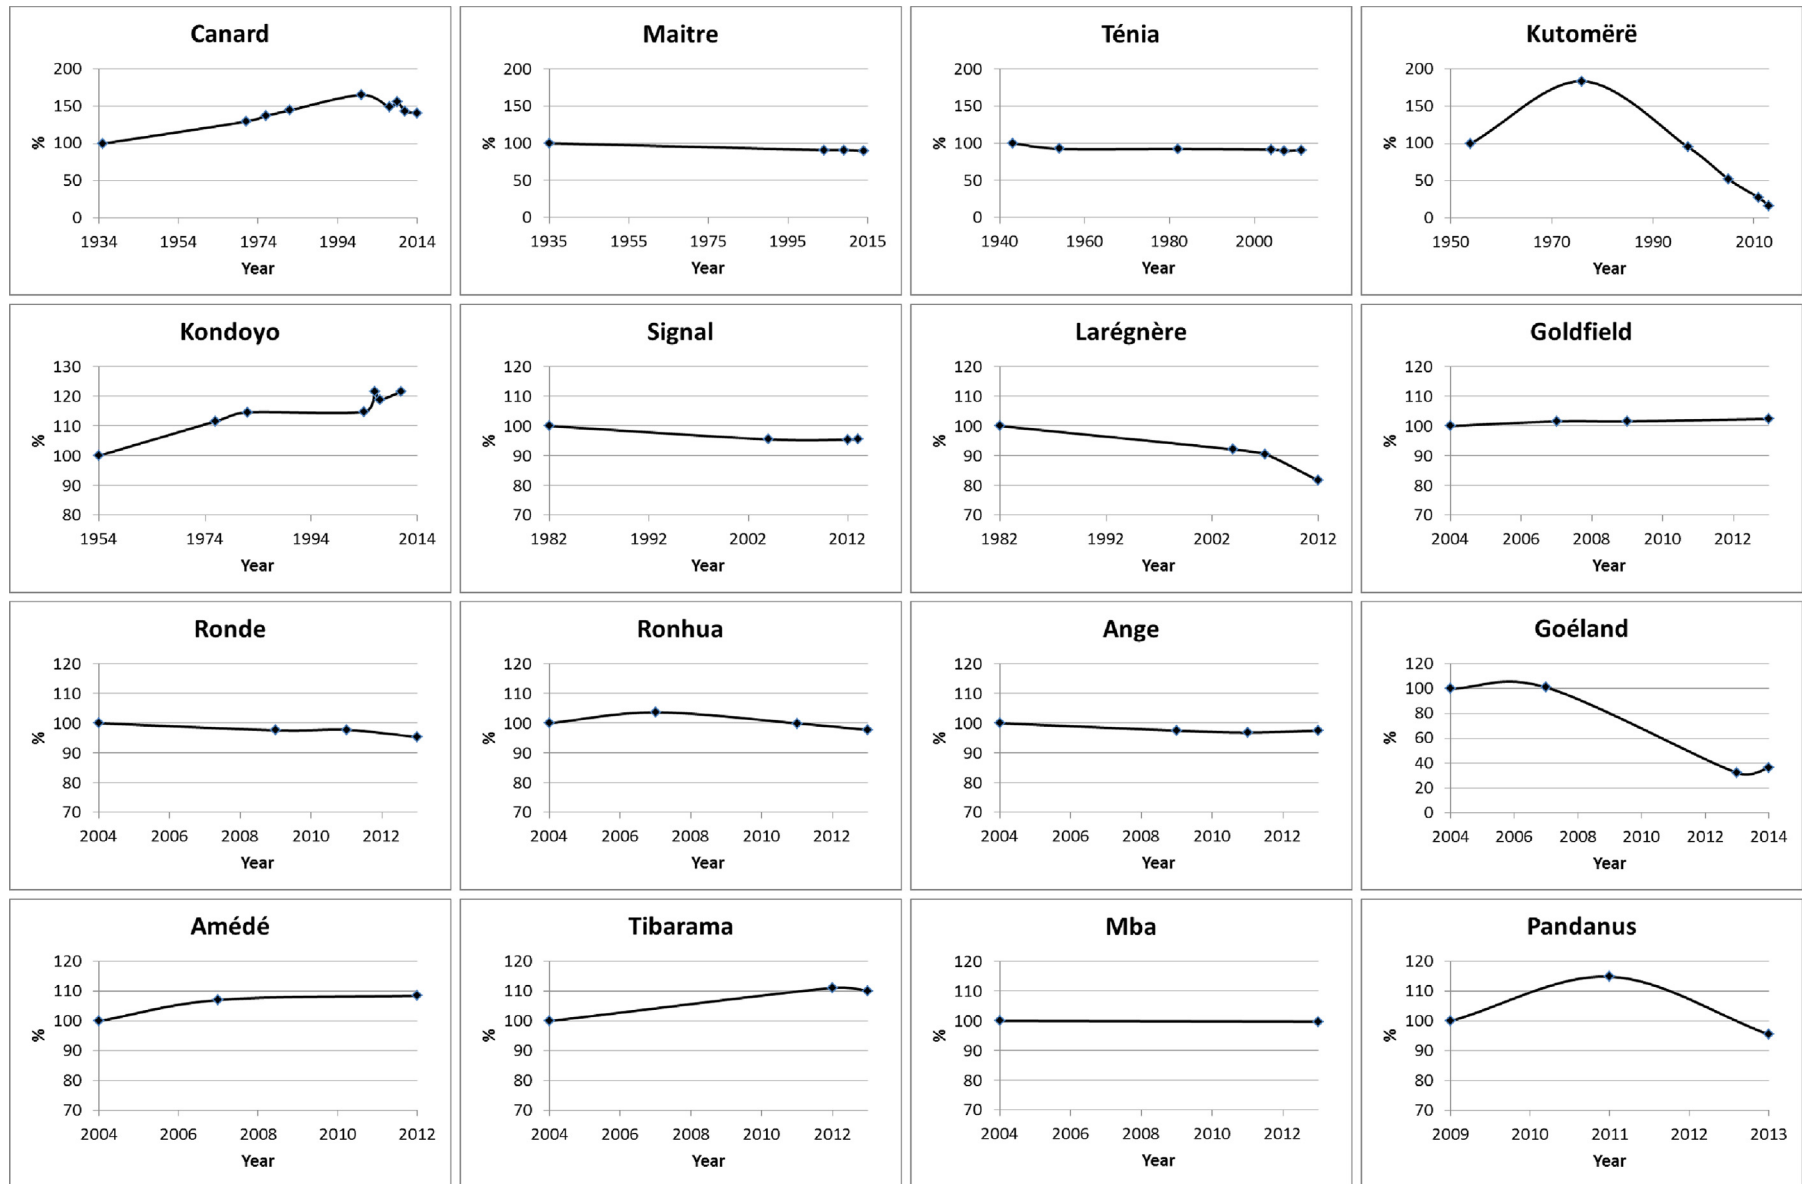 Canard
200
150
100
50
0
%
1934 1954 1974 1994 2014
Year
Maitre
200
150
100
50
0
%
1935 1955 1975 1995 2015
Year
Ténia
200
150
100
50
0
%
1940 1960 1980 2000
Year
Kutomërë
200
150
100
50
0
%
1950 1970 1990 2010
Year
Kondoyo
130
120
110
100
90
80
%
1954 1974 1994 2014
Year
Signal
120
110
100
90
80
70
%
1982 1992 2002 2012
Year
Larégnère
120
110
100
90
80
70
%
1982 1992 2002 2012
Year
Goldfield
120
110
100
90
80
70
%
2004 2006 2008 2010 2012
Year
Ronde
120
110
100
90
80
70
%
2004 2006 2008 2010 2012
Year
Ronhua
120
110
100
90
80
70
%
2004 2006 2008 2010 2012
Year
Ange
120
110
100
90
80
70
%
2004 2006 2008 2010 2012
Year
Goéland
120
100
80
60
40
20
0
%
2004 2006 2008 2010 2012 2014
Year
Amédé
120
110
100
90
80
70
%
2004 2006 2008 2010 2012
Year
Tibarama
120
110
100
90
80
70
%
2004 2006 2008 2010 2012
Year
Mba
120
110
100
90
80
70
%
2004 2006 2008 2010 2012
Year
Pandanus
120
110
100
90
80
70
%
2009 2010 2011 2012 2013
Year